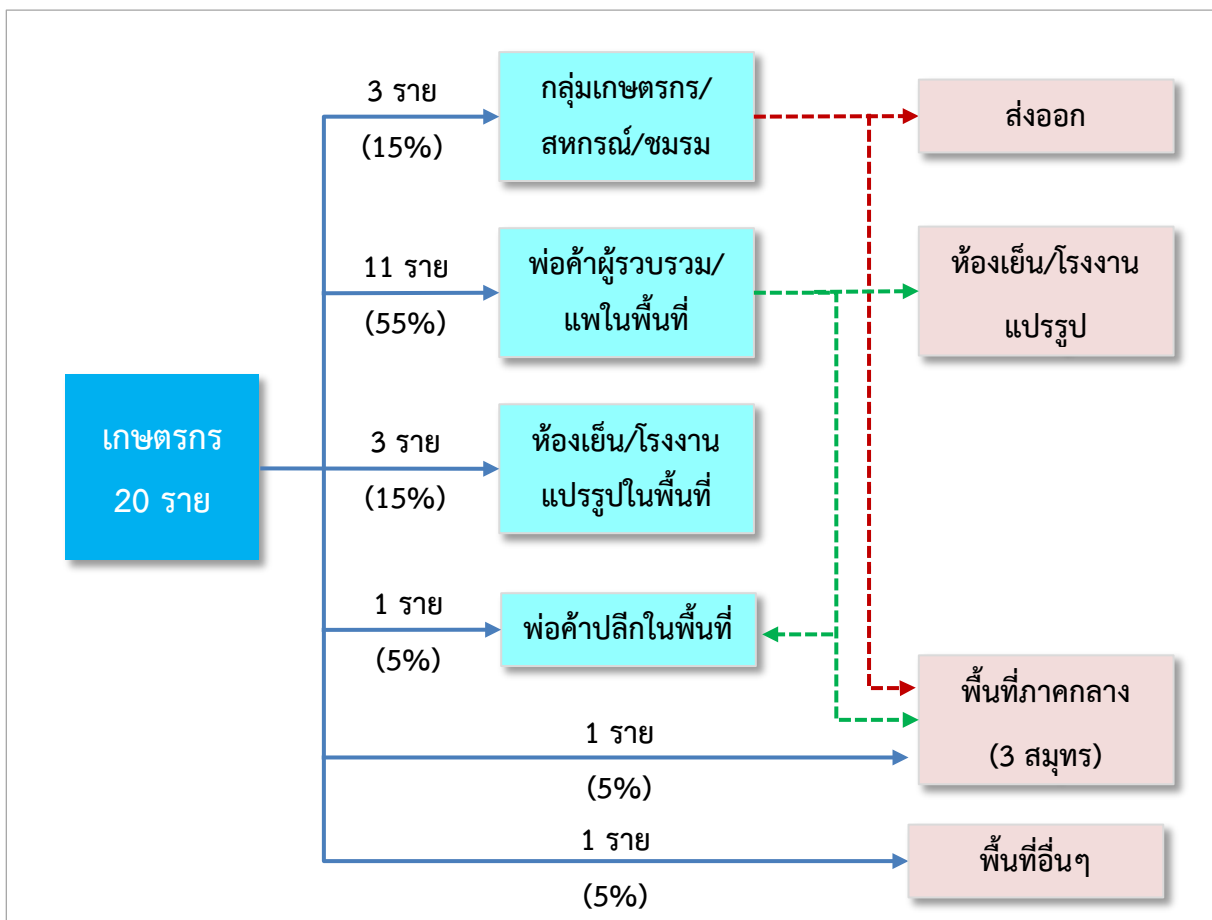 3 ราย
(15%)
กลุ่มเกษตรกร/
สหกรณ์/ชมรม
ส่งออก
11 ราย
(55%)
พ่อค้าผู้รวบรวม/
แพในพื้นที่
ห้องเย็น/โรงงาน
แปรรูป
เกษตรกร
20 ราย
3 ราย
(15%)
ห้องเย็น/โรงงาน
แปรรูปในพื้นที่
1 ราย
(5%)
พ่อค้าปลีกในพื้นที่
1 ราย
(5%)
พื้นที่ภาคกลาง
(3 สมุทร)
1 ราย
(5%)
พื้นที่อื่นๆ